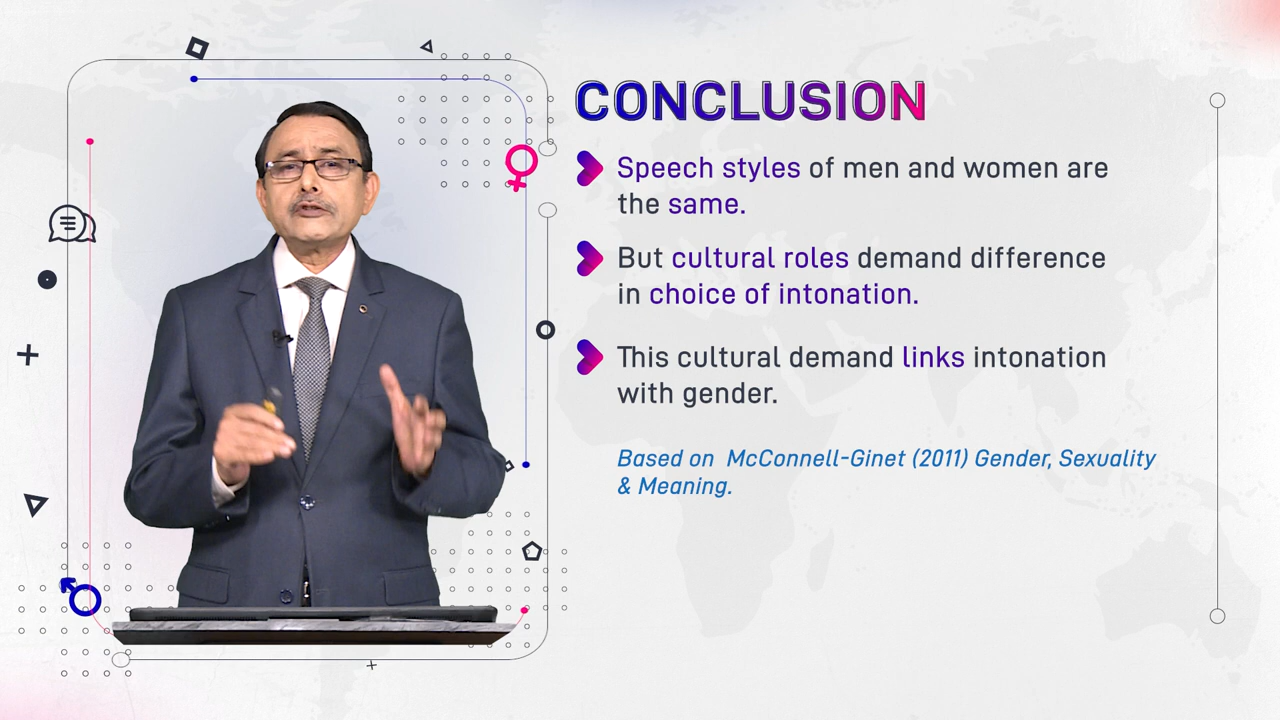 CONCLUSION
Speech styles of men and women are
the same.
But cultural roles demand difference
in choice of intonation.
This cultural demand links intonation
with gender.
Based on McConnell-Ginet (2011) Gender, Sexuality
& Meaning.